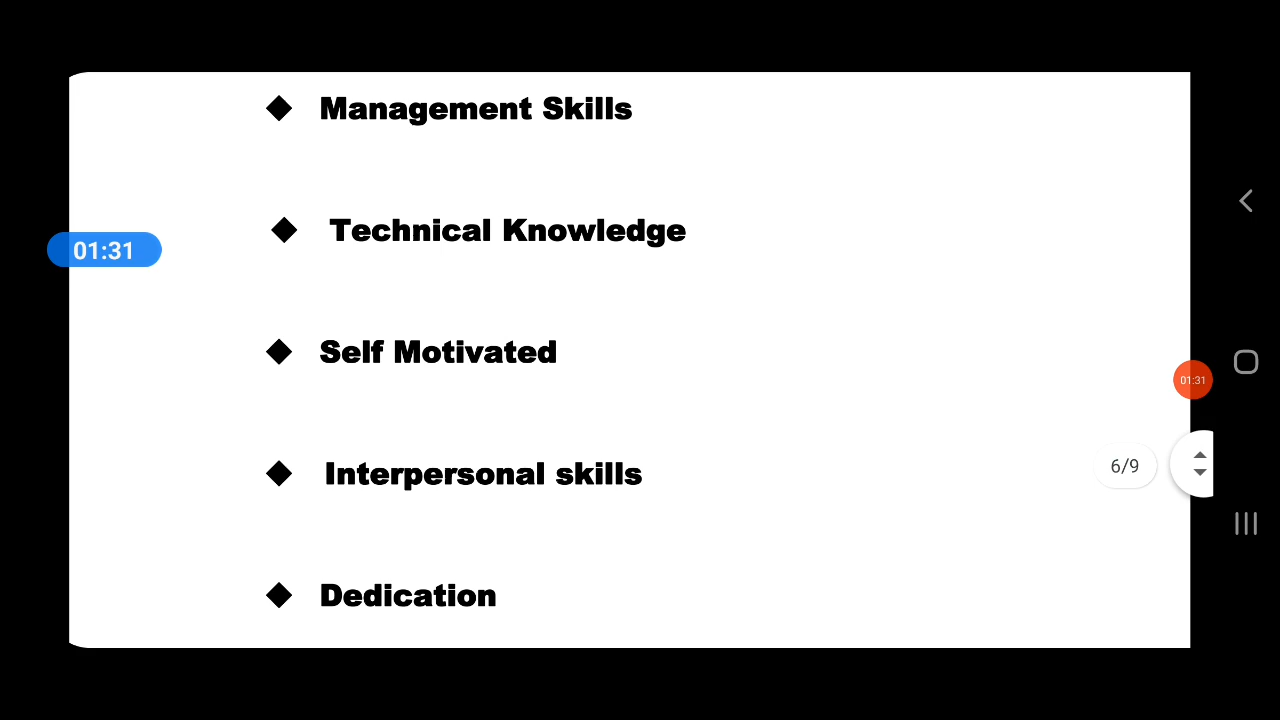 ◆ Management Skills
◆ Technical Knowledge
01:31
◆ Self Motivated
01:31
◆ Interpersonal skills
6/9
◆ Dedication